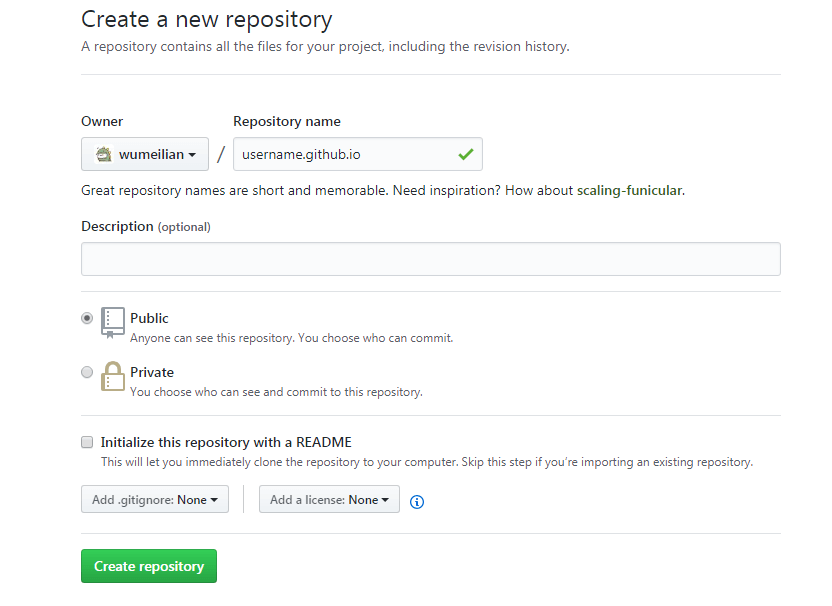 Create a new repository
A repository contains all the files for your project, including the revision history.
Owner Repository name
wumeilian / username.github.io
Great repository names are short and memorable. Need inspiration? How about scaling-funicular.
Description (optional)
Public
Anyone can see this repository. You choose who can commit.
Private
You choose who can see and commit to this repository.
Initialize this repository with a README
This will let you immediately clone the repository to your computer. Skip this step if you’re importing an existing repository.
Add .gitignore: None Add a license: None
Create repository